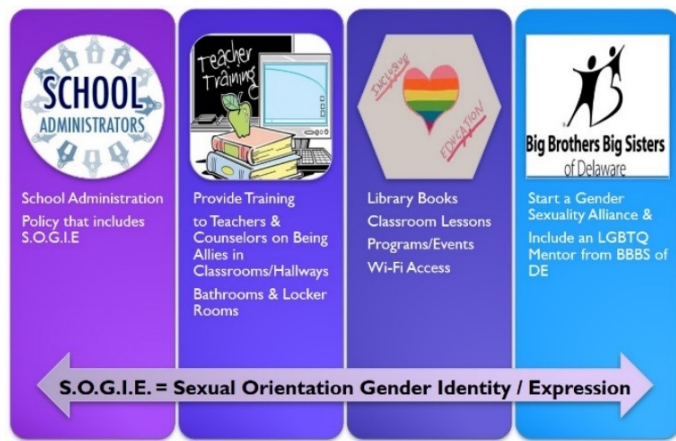 SCHOOL
ADMINISTRATORS
School Administration
Policy that includes
S.O.G.I.E
Teacher
Training
Provide Training
to Teachers &
Counselors on Being
Allies in
Classrooms/Hallways
Bathrooms & Locker
Rooms
INCLUSIVE
EDUCATION
Library Books
Classroom Lessons
Programs/Events
Wi-Fi Access
Big Brothers Big Sisters
of Delaware
Start a Gender
Sexuality Alliance &
Include an LGBTQ
Mentor from BBBS of
DE
S.O.G.I.E. = Sexual Orientation Gender Identity / Expression